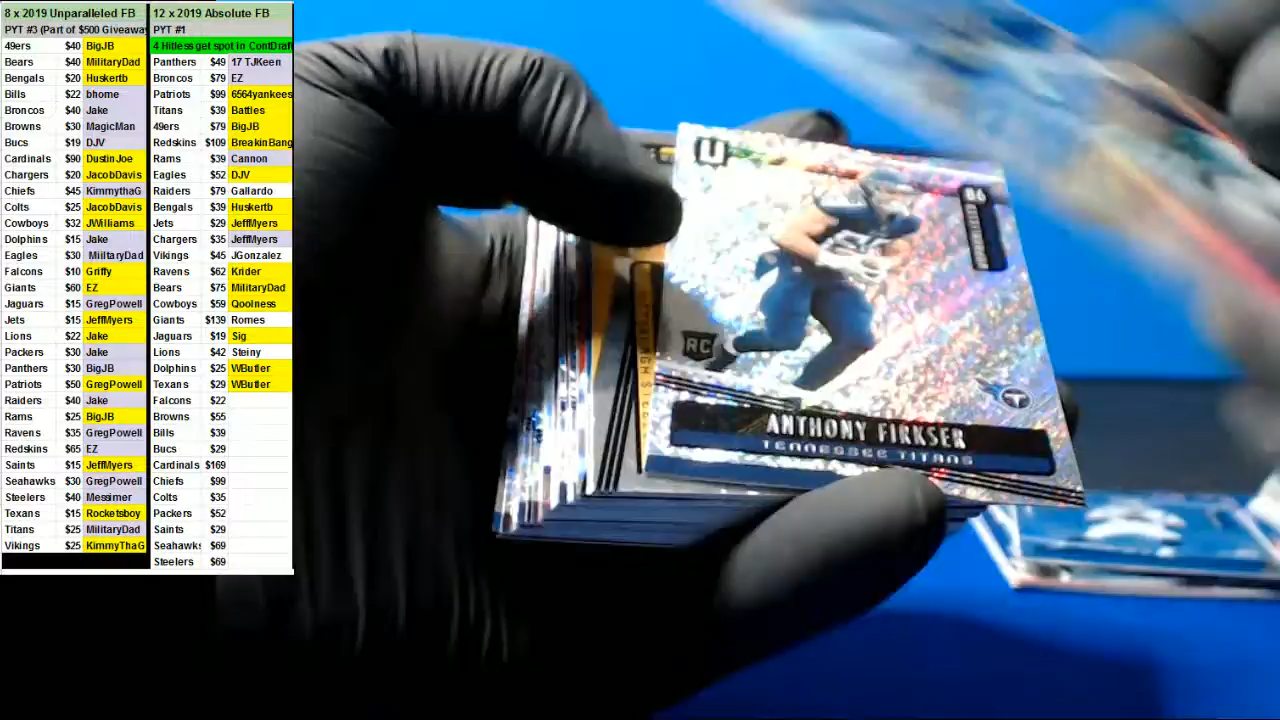 8 x 2019 Unparalleled FB
PYT #3 (Part of $500 Giveaway
49ers $40 BigJB
Bears $40 MilitaryDad
Bengals $20 Huskertb
Bills $22 bhome
Broncos $40 Jake
Browns $30 MagicMan
Bucs $19 DJV
Cardinals $90 DustinJoe
Chargers $20 JacobDavis
Chiefs $45 KimmythaG
Colts $25 JacobDavis
Cowboys $32 JWilliams
Dolphins $15 Jake
Eagles $30 MiiltaryDad
Falcons $10 Griffy
Giants $60 EZ
Jaguars $15 GregPowell
Jets $15 JeffMyers
Lions $22 Jake
Packers $30 Jake
Panthers $30 BigJB
Patriots $50 GregPowell
Raiders $40 Jake
Rams $25 BigJB
Ravens $35 GregPowell
Redskins $65 EZ
Saints $15 JeffMyers
Seahawks $30 GregPowell
Steelers $40 Messimer
Texans $15 Rocketsboy
Titans $25 MilitaryDad
Vikings $25 KimmyThaG
12 x 2019 Absolute FB
PYT #1
4 Hitless get spot in ContDraft
Panthers $49 17 TJKeen
Broncos $79 EZ
Patriots $99 6564yankees
Titans $39 Battles
49ers $79 BigJB
Redskins $109 BreakinBang
Rams $39 Cannon
Eagles $52 DJV
Raiders $79 Gallardo
Bengals $39 Huskertb
Jets $29 JeffMyers
Chargers $35 JeffMyers
Vikings $45 JGonzalez
Ravens $62 Krider
Bears $75 MilitaryDad
Cowboys $59 Qoolness
Giants $139 Romes
Jaguars $19 Sig
Lions $42 Steiny
Dolphins $25 WButler
Texans $29 WButler
Falcons $22
Browns $55
Bills $39
Bucs $29
Cardinals $169
Chiefs $99
Colts $35
Packers $52
Saints $29
Seahawks $69
Steelers $69
U
86
RC
ANTHONY FIRKSER
TENNESSEE TITANS